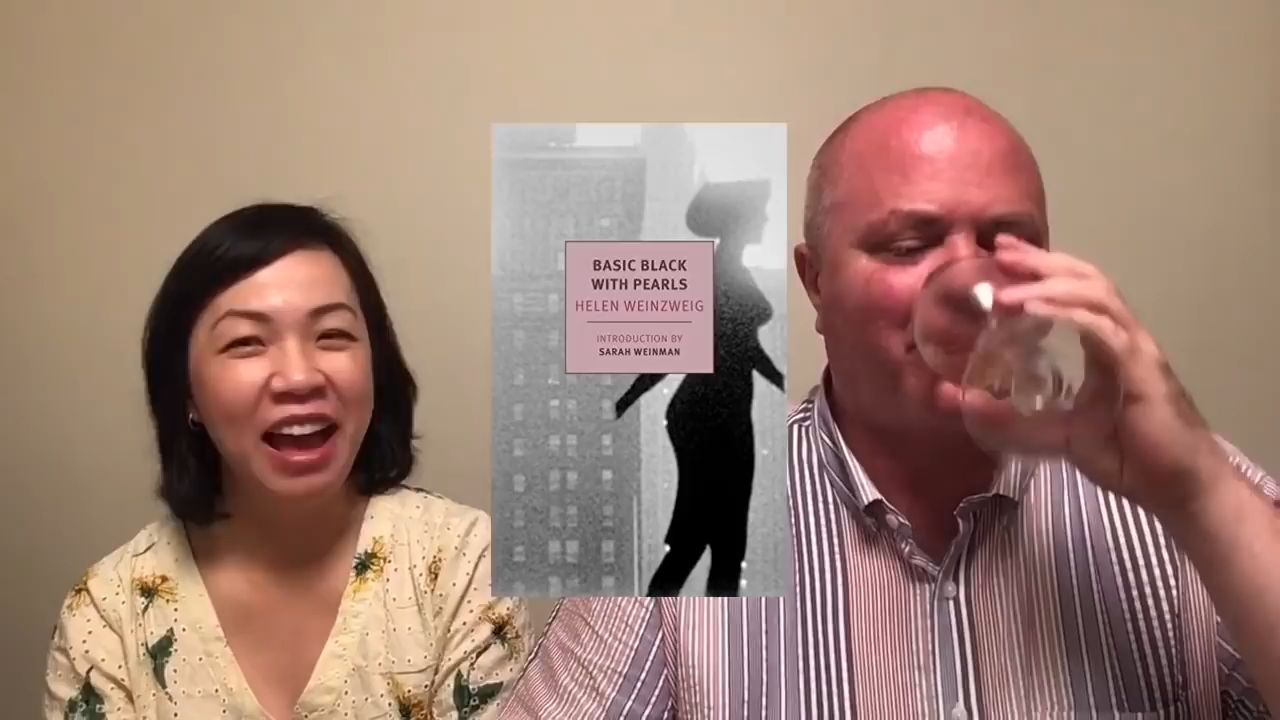 BASIC BLACK
WITH PEARLS
HELEN WEINZWEIG
INTRODUCTION BY
SARAH WEINMAN